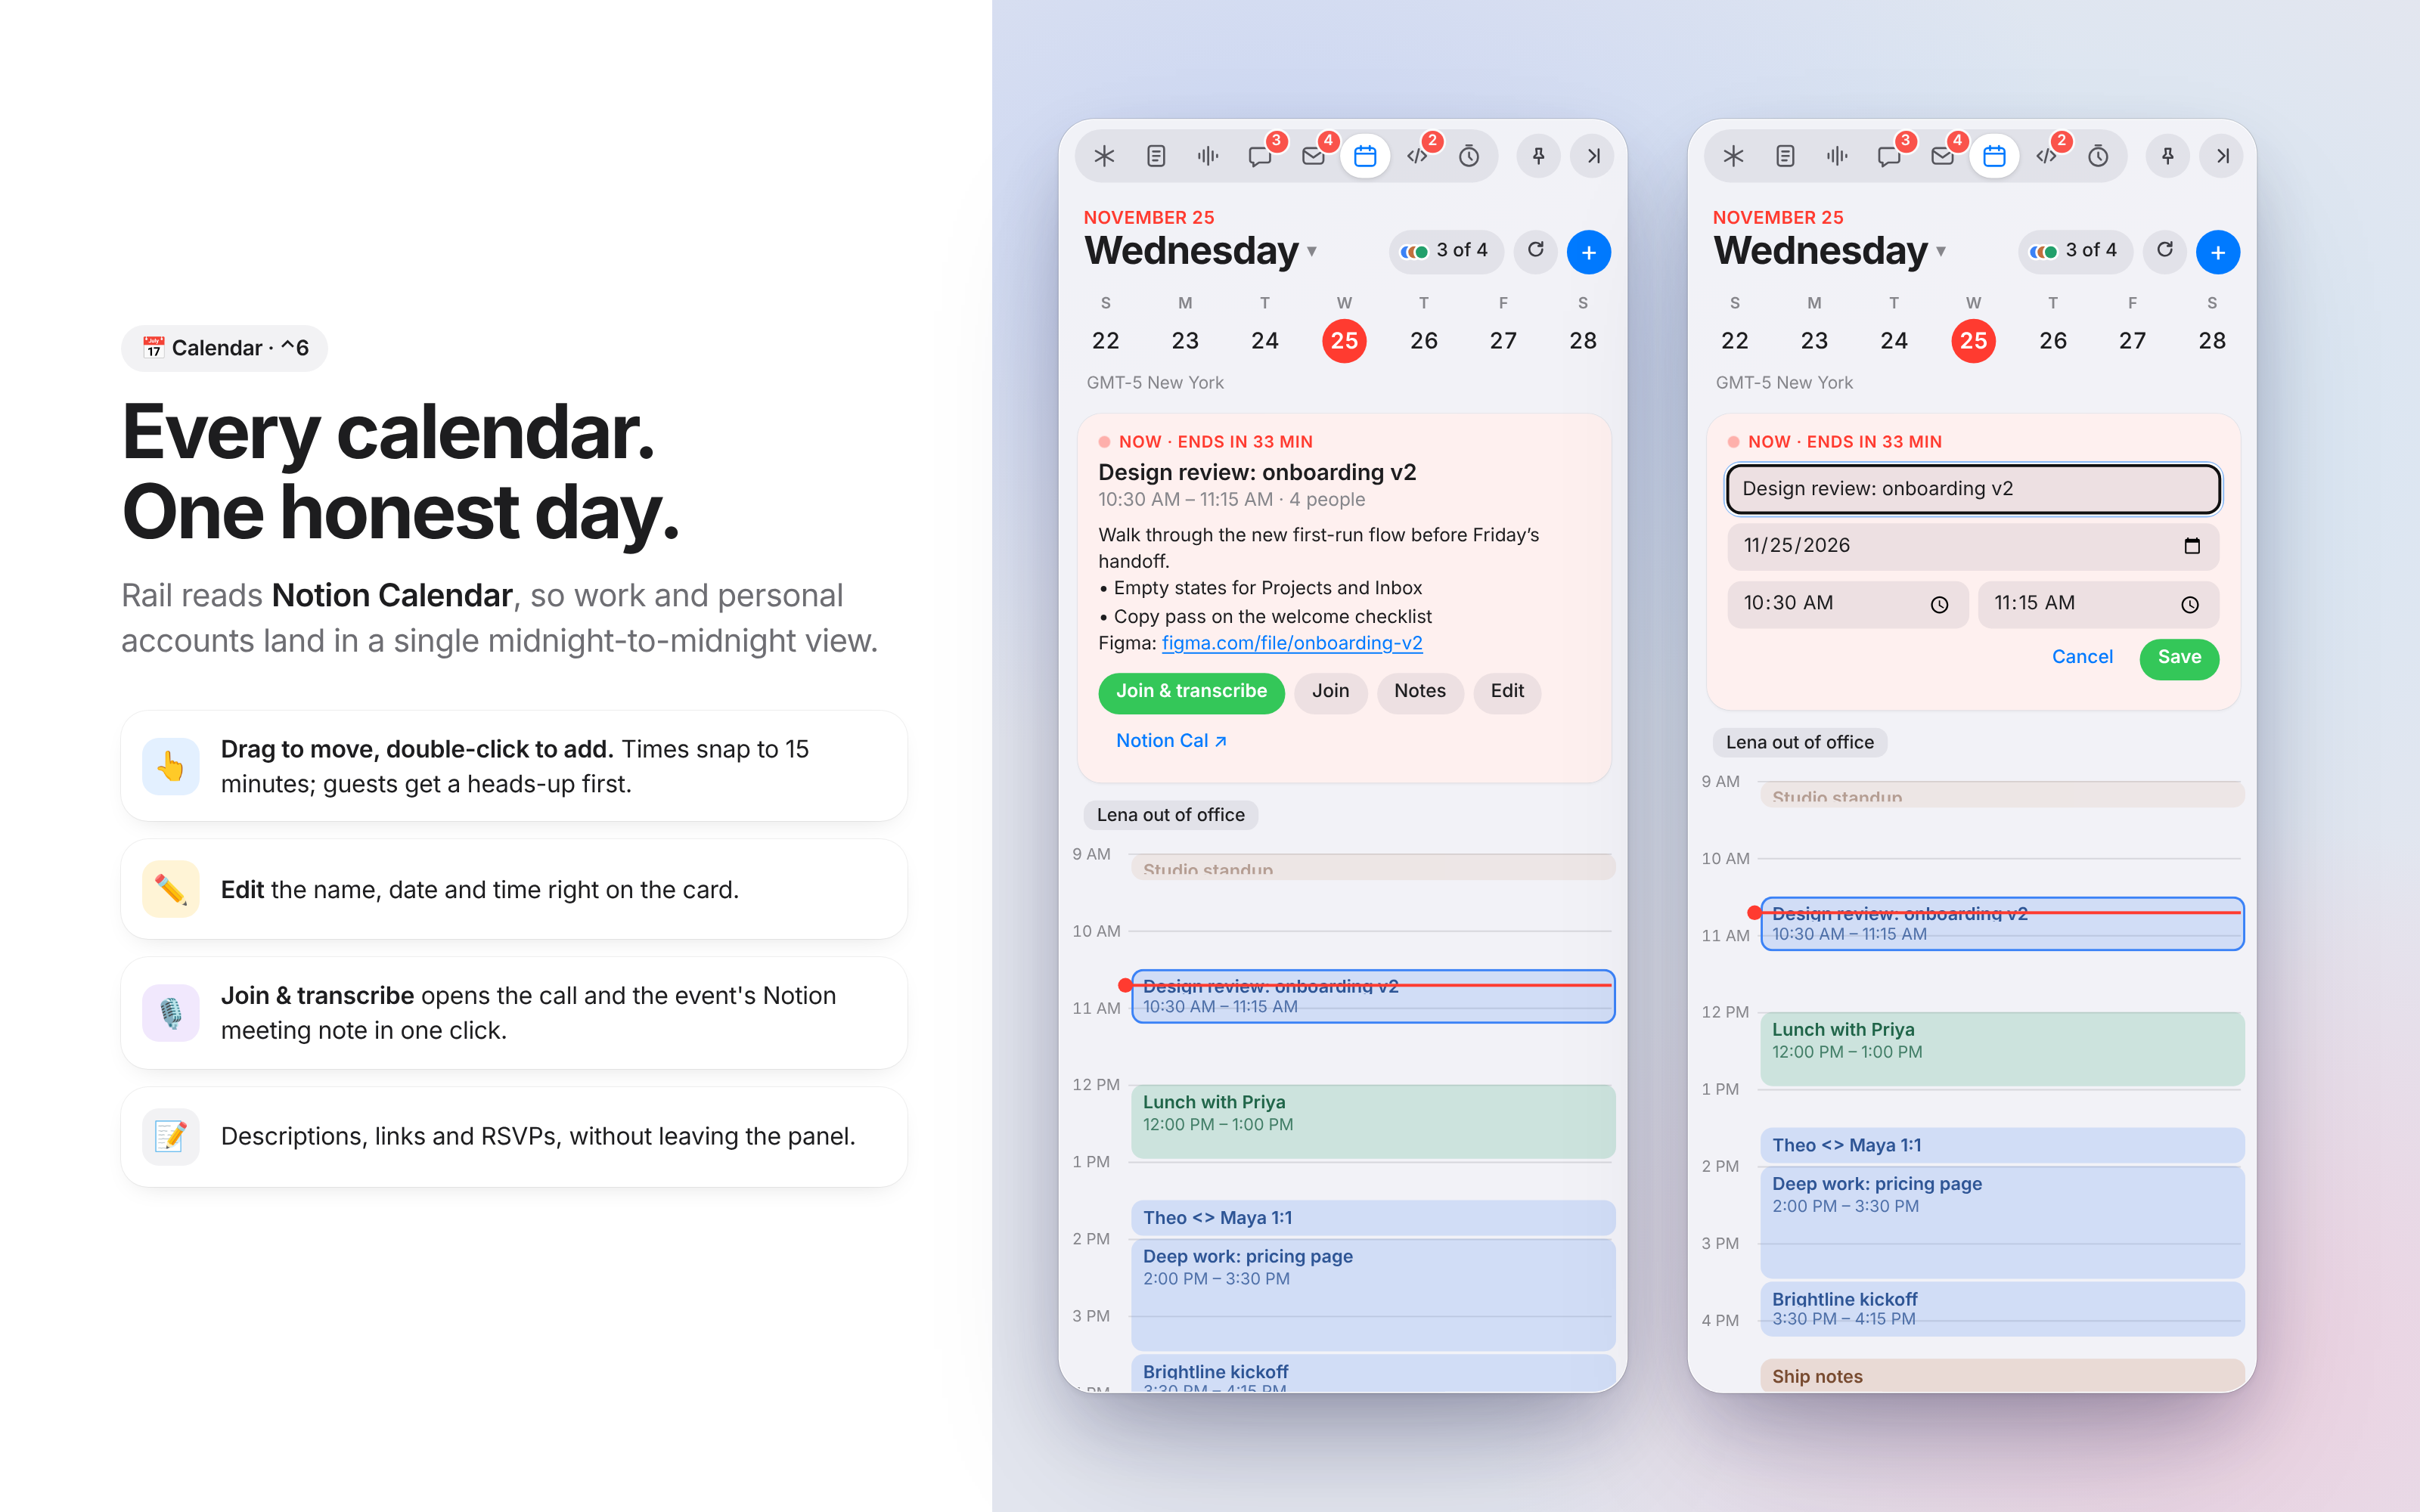 📅 Calendar · ^6
Every calendar.
One honest day.
Rail reads Notion Calendar, so work and personal
accounts land in a single midnight-to-midnight view.
Drag to move, double-click to add. Times snap to 15
minutes; guests get a heads-up first.
Edit the name, date and time right on the card.
Join & transcribe opens the call and the event's Notion
meeting note in one click.
Descriptions, links and RSVPs, without leaving the panel.
3
4
2
NOVEMBER 25
Wednesday
3 of 4
S M T W T F S
22 23 24 25 26 27 28
GMT-5 New York
NOW · ENDS IN 33 MIN
Design review: onboarding v2
10:30 AM – 11:15 AM · 4 people
Walk through the new first-run flow before Friday’s
handoff.
• Empty states for Projects and Inbox
• Copy pass on the welcome checklist
Figma: figma.com/file/onboarding-v2
Join & transcribe Join Notes Edit
Notion Cal ↗
Lena out of office
9 AM
Studio standup
10 AM
Design review: onboarding v2
10:30 AM – 11:15 AM
11 AM
12 PM
Lunch with Priya
12:00 PM – 1:00 PM
1 PM
Theo <> Maya 1:1
2 PM
Deep work: pricing page
2:00 PM – 3:30 PM
3 PM
Brightline kickoff
3:30 PM – 4:15 PM
3
4
2
NOVEMBER 25
Wednesday
3 of 4
S M T W T F S
22 23 24 25 26 27 28
GMT-5 New York
NOW · ENDS IN 33 MIN
Design review: onboarding v2
11/25/2026
10:30 AM 11:15 AM
Cancel Save
Lena out of office
9 AM
Studio standup
10 AM
Design review: onboarding v2
10:30 AM – 11:15 AM
11 AM
12 PM
Lunch with Priya
12:00 PM – 1:00 PM
1 PM
Theo <> Maya 1:1
2 PM
Deep work: pricing page
2:00 PM – 3:30 PM
3 PM
Brightline kickoff
3:30 PM – 4:15 PM
4 PM
Ship notes